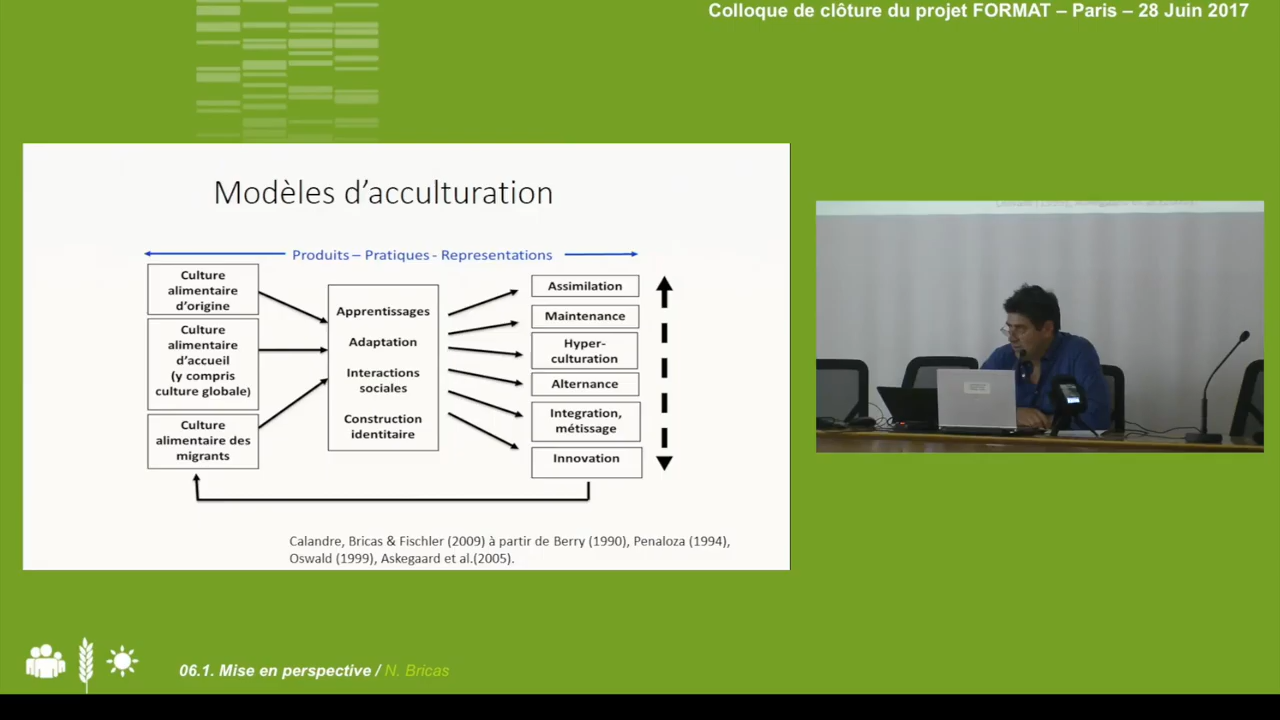 Colloque de clôture du projet FORMAT – Paris – 28 Juin 2017
Modèles d’acculturation
Produits – Pratiques - Representations
Culture
alimentaire
d’origine
Culture
alimentaire
d’accueil
(y compris
culture globale)
Culture
alimentaire des
migrants
Apprentissages
Adaptation
Interactions
sociales
Construction
identitaire
Assimilation
Maintenance
Hyper-
culturation
Alternance
Integration,
métissage
Innovation
Calandre, Bricas & Fischler (2009) à partir de Berry (1990), Penaloza (1994),
Oswald (1999), Askegaard et al.(2005).
06.1. Mise en perspective / N. Bricas